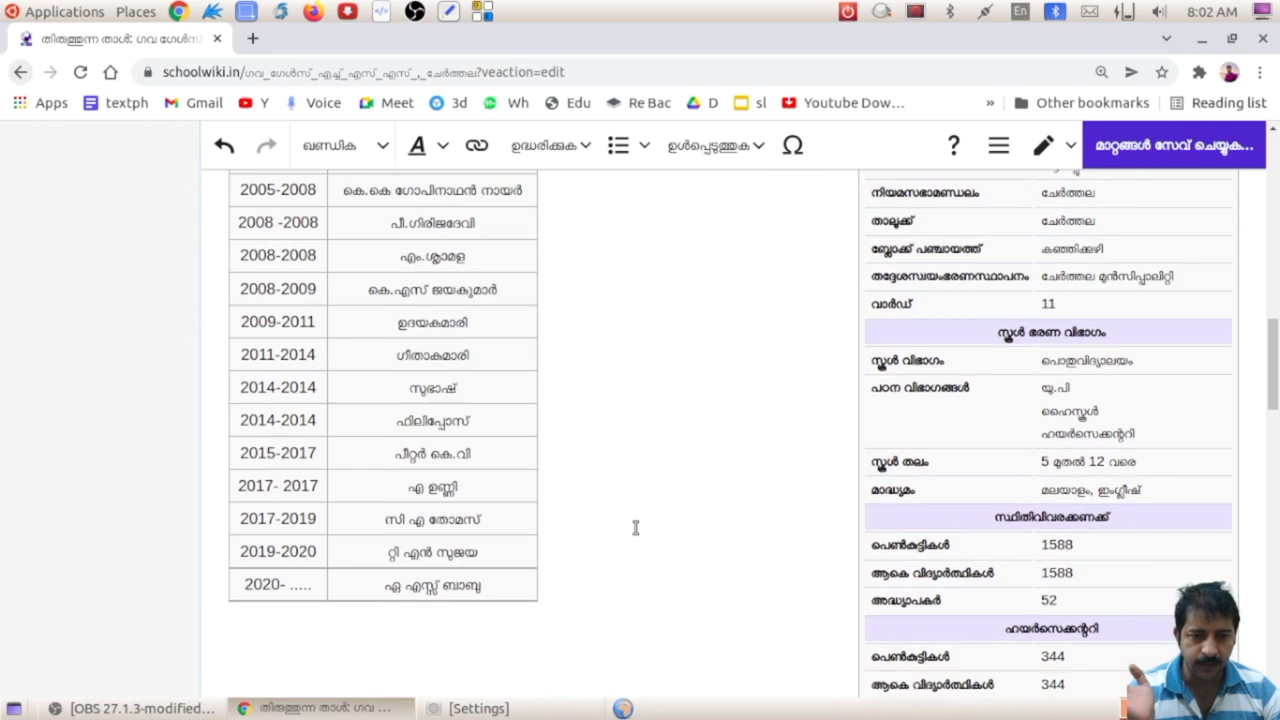 Applications Places En 8:02 AM
തിരുത്തുന്ന താൾ: ഗവ ഗേൾസ്
schoolwiki.in/ഗവ_ഗേൾസ്_എച്ച്_എസ്_എസ്_,_ചേർത്തല?veaction=edit
Apps textph Gmail Y Voice Meet 3d Wh Edu Re Bac D sl Youtube Dow... » Other bookmarks Reading list
ഖണ്ഡിക A ഉദ്ധരിക്കുക ഉൾപ്പെടുത്തുക Ω ? മാറ്റങ്ങൾ സേവ് ചെയ്യുക...
2005-2008 കെ.കെ ഗോപിനാഥൻ നായർ
2008 -2008 പീ.ഗിരിജദേവി
2008-2008 എം.ശ്യാമള
2008-2009 കെ.എസ് ജയകുമാർ
2009-2011 ഉദയകുമാരി
2011-2014 ഗീതാകുമാരി
2014-2014 സുഭാഷ്
2014-2014 ഫിലിപ്പോസ്
2015-2017 പീറ്റർ കെ.വി
2017- 2017 എ ഉണ്ണി
2017-2019 സി എ തോമസ്
2019-2020 റ്റി എൻ സുജയ
2020- ..... ഏ എസ്സ് ബാബു
നിയമസഭാമണ്ഡലം ചേർത്തല
താലൂക്ക് ചേർത്തല
ബ്ലോക്ക് പഞ്ചായത്ത് കഞ്ഞിക്കുഴി
തദ്ദേശസ്വയംഭരണസ്ഥാപനം ചേർത്തല മുൻസിപ്പാലിറ്റി
വാർഡ് 11
സ്കൂൾ ഭരണ വിഭാഗം
സ്കൂൾ വിഭാഗം പൊതുവിദ്യാലയം
പഠന വിഭാഗങ്ങൾ യു.പി
ഹൈസ്കൂൾ
ഹയർസെക്കന്ററി
സ്കൂൾ തലം 5 മുതൽ 12 വരെ
മാദ്ധ്യമം മലയാളം, ഇംഗ്ലീഷ്
സ്ഥിതിവിവരക്കണക്ക്
പെൺകുട്ടികൾ 1588
ആകെ വിദ്യാർത്ഥികൾ 1588
അദ്ധ്യാപകർ 52
ഹയർസെക്കന്ററി
പെൺകുട്ടികൾ 344
ആകെ വിദ്യാർത്ഥികൾ 344
[OBS 27.1.3-modified... തിരുത്തുന്ന താൾ: ഗവ ... [Settings]